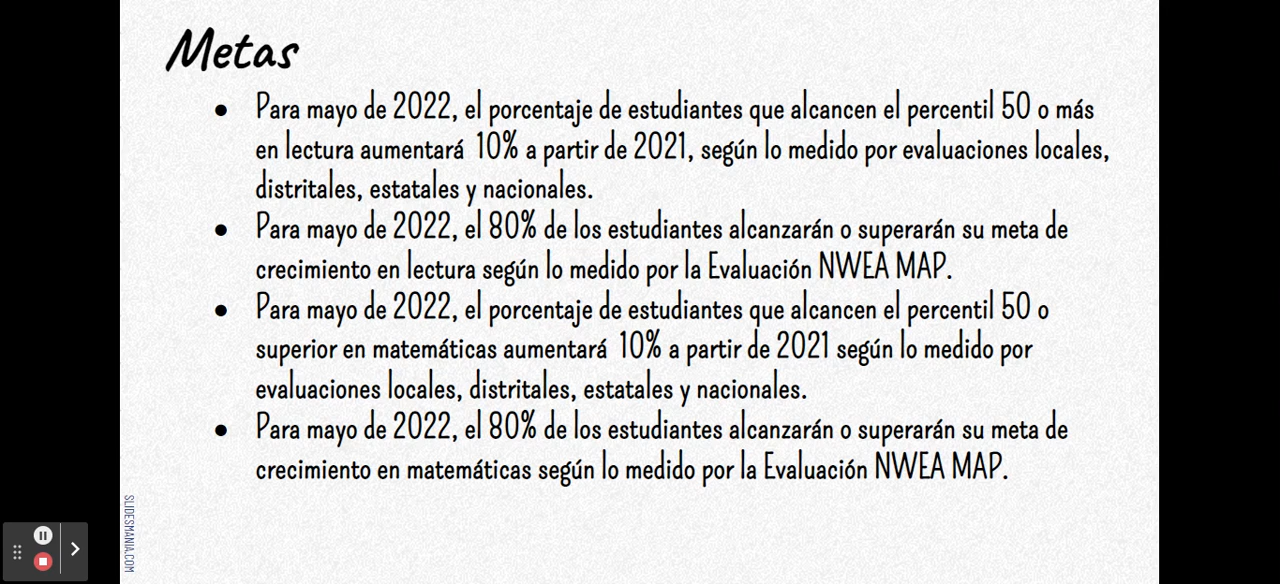 Metas
● Para mayo de 2022, el porcentaje de estudiantes que alcancen el percentil 50 o más
en lectura aumentará 10% a partir de 2021, según lo medido por evaluaciones locales,
distritales, estatales y nacionales.
● Para mayo de 2022, el 80% de los estudiantes alcanzarán o superarán su meta de
crecimiento en lectura según lo medido por la Evaluación NWEA MAP.
● Para mayo de 2022, el porcentaje de estudiantes que alcancen el percentil 50 o
superior en matemáticas aumentará 10% a partir de 2021 según lo medido por
evaluaciones locales, distritales, estatales y nacionales.
● Para mayo de 2022, el 80% de los estudiantes alcanzarán o superarán su meta de
crecimiento en matemáticas según lo medido por la Evaluación NWEA MAP.
SLIDESMANIA.COM